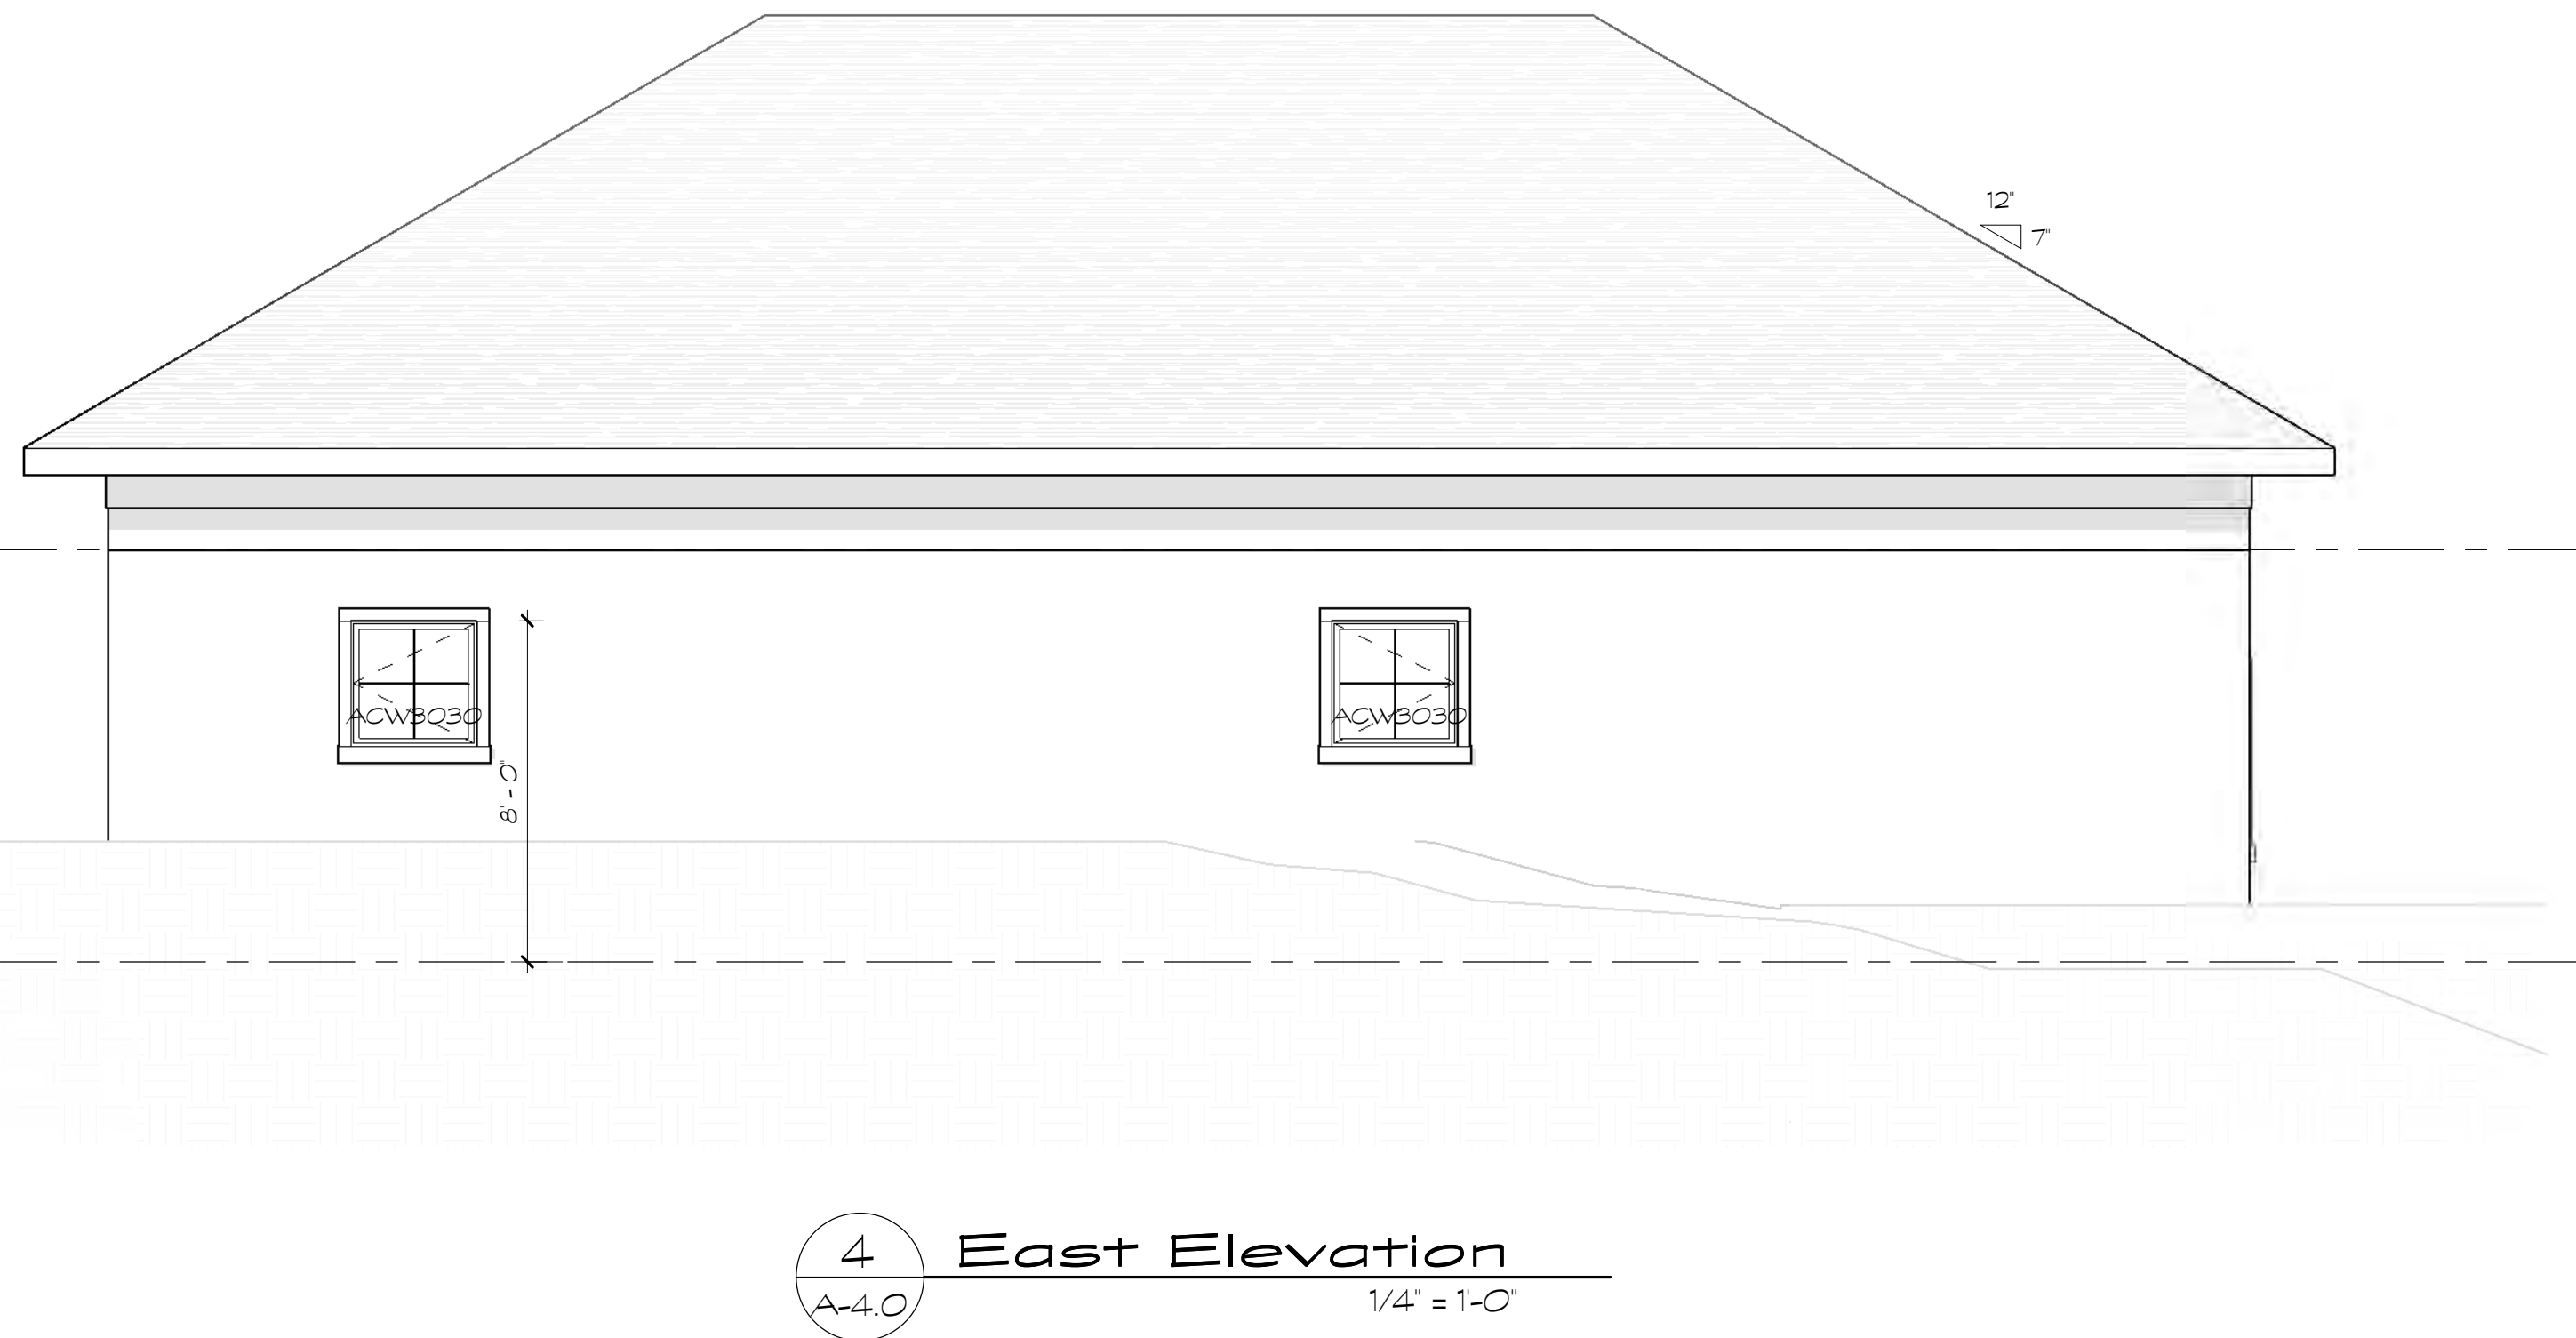 12"
7"
ACW3030
ACW3030
8'-0"
4
East Elevation
A-4.0
1/4" = 1'-0"